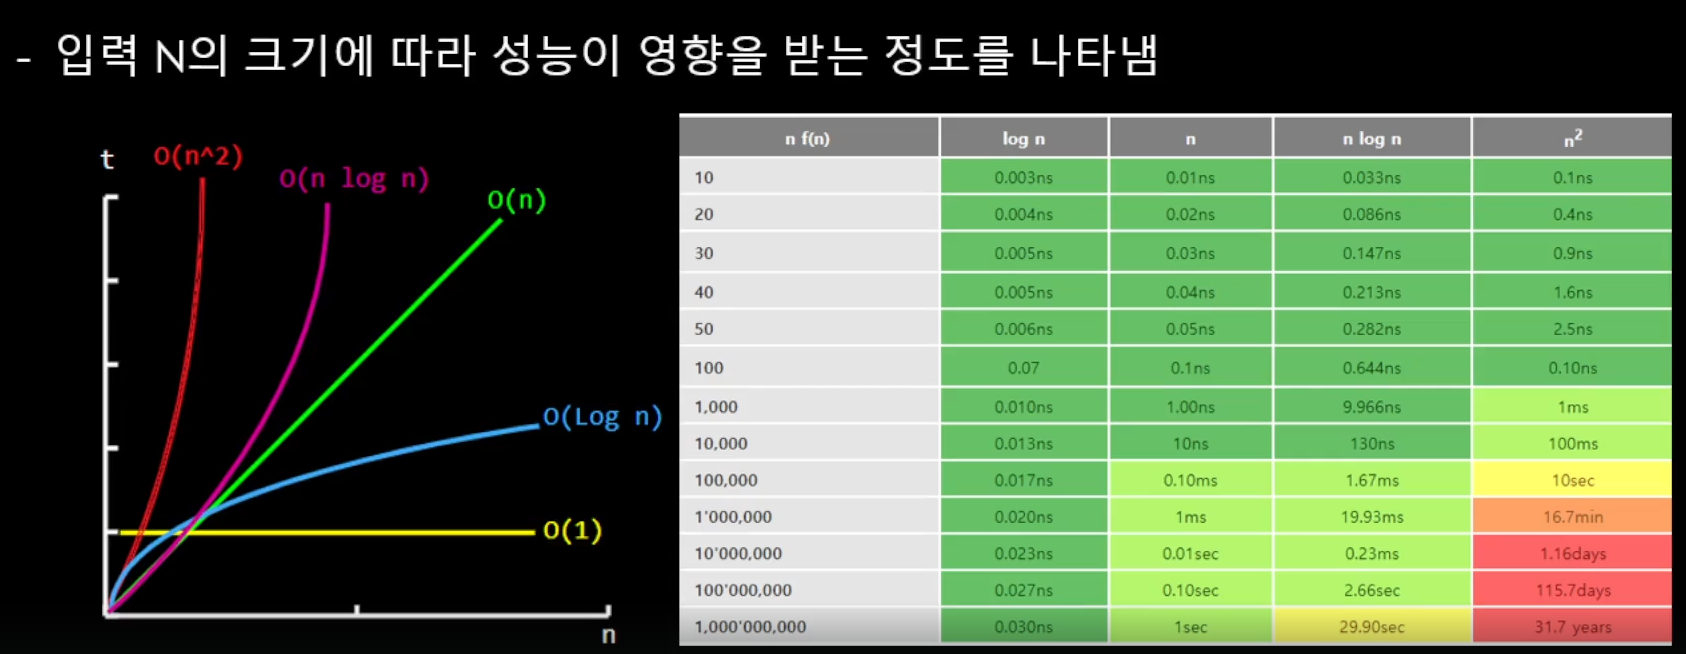 - 입력 N의 크기에 따라 성능이 영향을 받는 정도를 나타냄
t
O(n^2)
O(n log n)
O(n)
O(Log n)
O(1)
n
n f(n) log n n n log n n²
10 0.003ns 0.01ns 0.033ns 0.1ns
20 0.004ns 0.02ns 0.086ns 0.4ns
30 0.005ns 0.03ns 0.147ns 0.9ns
40 0.005ns 0.04ns 0.213ns 1.6ns
50 0.006ns 0.05ns 0.282ns 2.5ns
100 0.07 0.1ns 0.644ns 0.10ns
1,000 0.010ns 1.00ns 9.966ns 1ms
10,000 0.013ns 10ns 130ns 100ms
100,000 0.017ns 0.10ms 1.67ms 10sec
1'000,000 0.020ns 1ms 19.93ms 16.7min
10'000,000 0.023ns 0.01sec 0.23ms 1.16days
100'000,000 0.027ns 0.10sec 2.66sec 115.7days
1,000'000,000 0.030ns 1sec 29.90sec 31.7 years